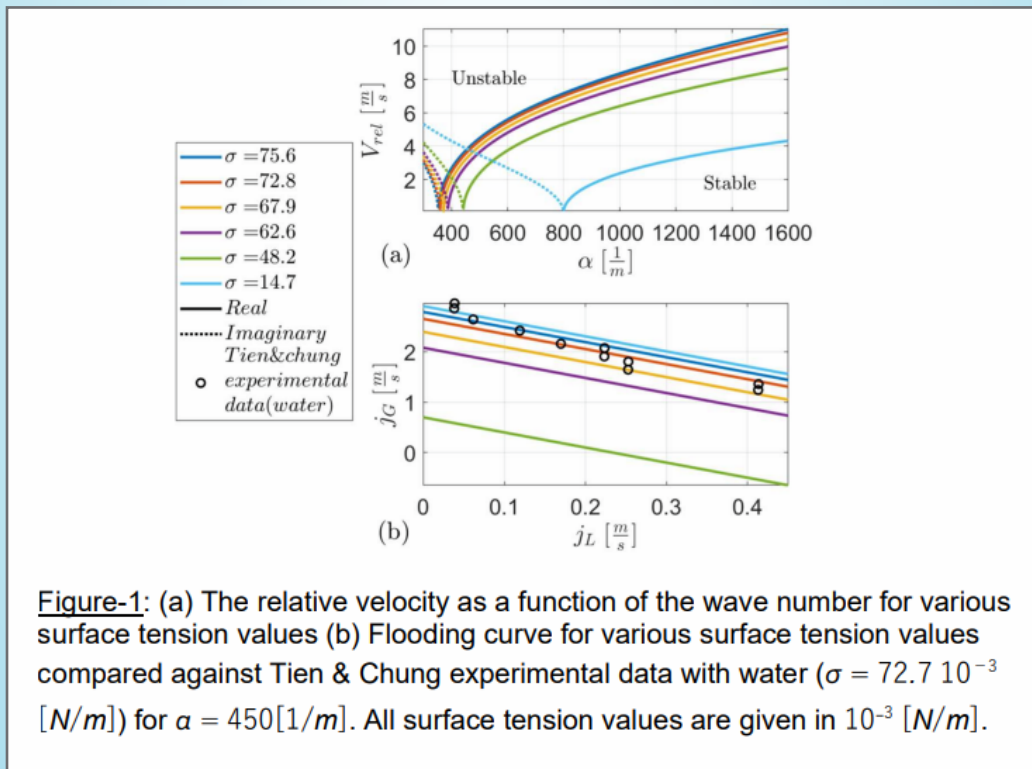 10
8
6
4
2
V_rel [m/s]
Unstable
Stable
400 600 800 1000 1200 1400 1600
(a)
α [1/m]
σ =75.6
σ =72.8
σ =67.9
σ =62.6
σ =48.2
σ =14.7
Real
Imaginary
Tien&chung
experimental
data(water)
2
1
0
j_G [m/s]
0 0.1 0.2 0.3 0.4
(b)
j_L [m/s]
Figure-1: (a) The relative velocity as a function of the wave number for various
surface tension values (b) Flooding curve for various surface tension values
compared against Tien & Chung experimental data with water (σ = 72.7 10⁻³
[N/m]) for α = 450[1/m]. All surface tension values are given in 10⁻³ [N/m].